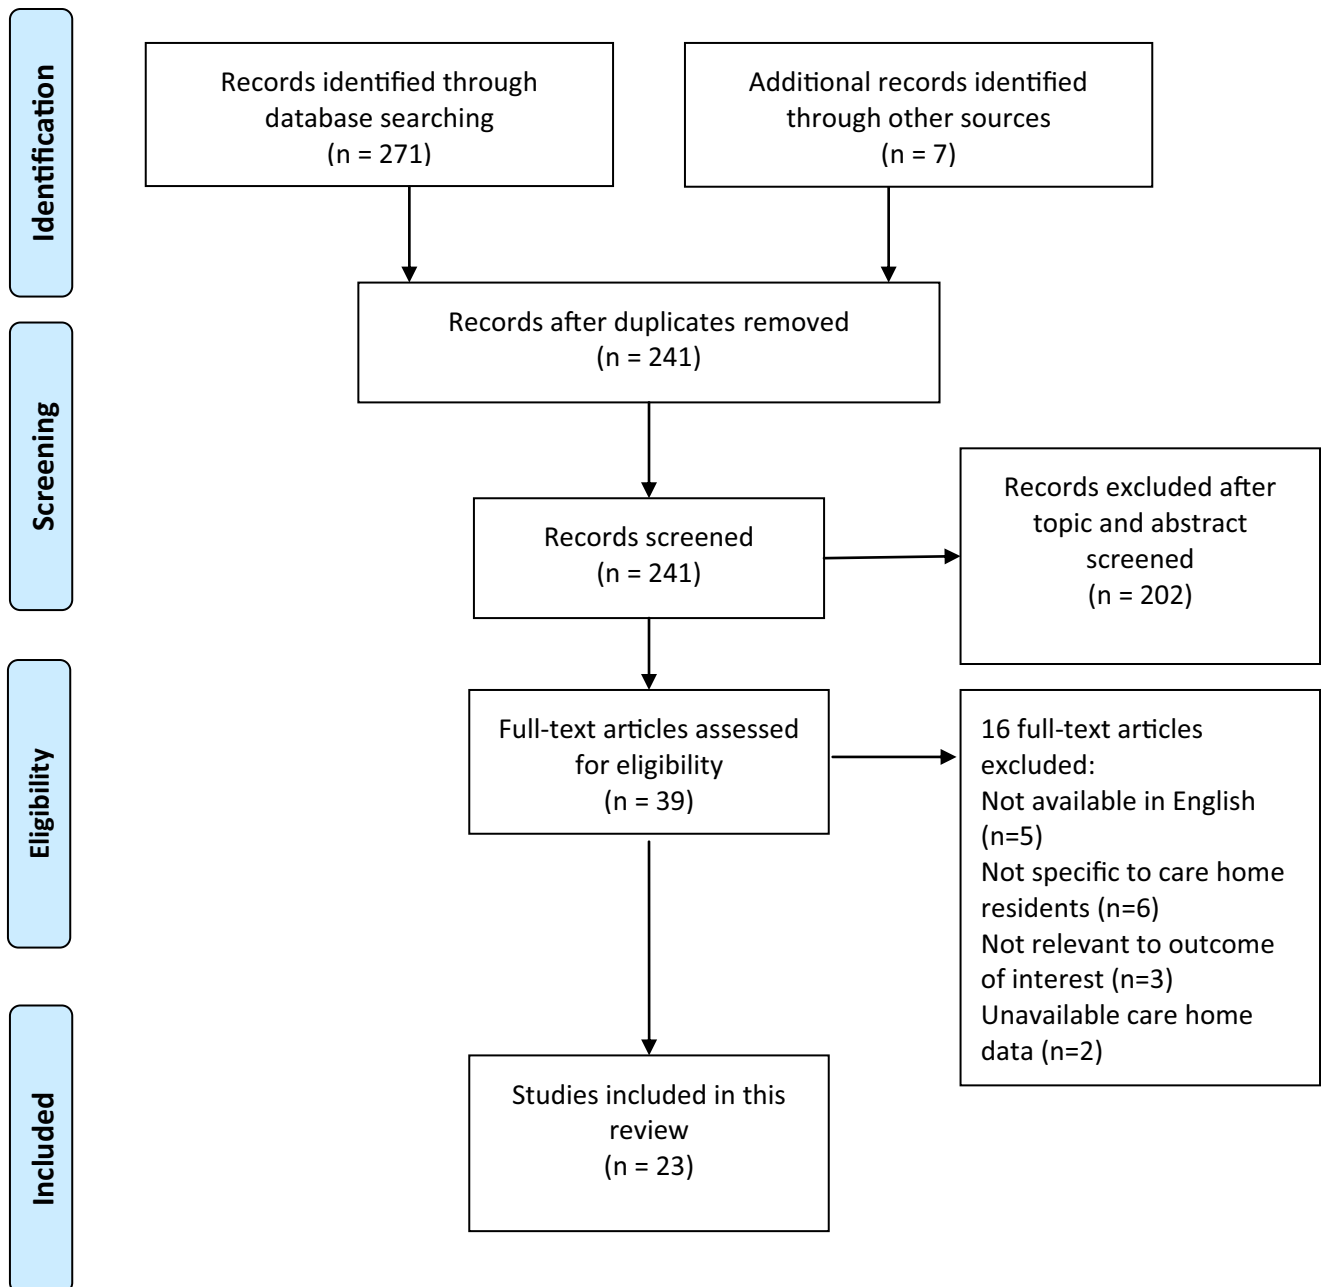 Identification
Records identified through
database searching
(n = 271)
Additional records identified
through other sources
(n = 7)
Records after duplicates removed
(n = 241)
Screening
Records screened
(n = 241)
Records excluded after
topic and abstract
screened
(n = 202)
Eligibility
Full-text articles assessed
for eligibility
(n = 39)
16 full-text articles
excluded:
Not available in English
(n=5)
Not specific to care home
residents (n=6)
Not relevant to outcome
of interest (n=3)
Unavailable care home
data (n=2)
Included
Studies included in this
review
(n = 23)